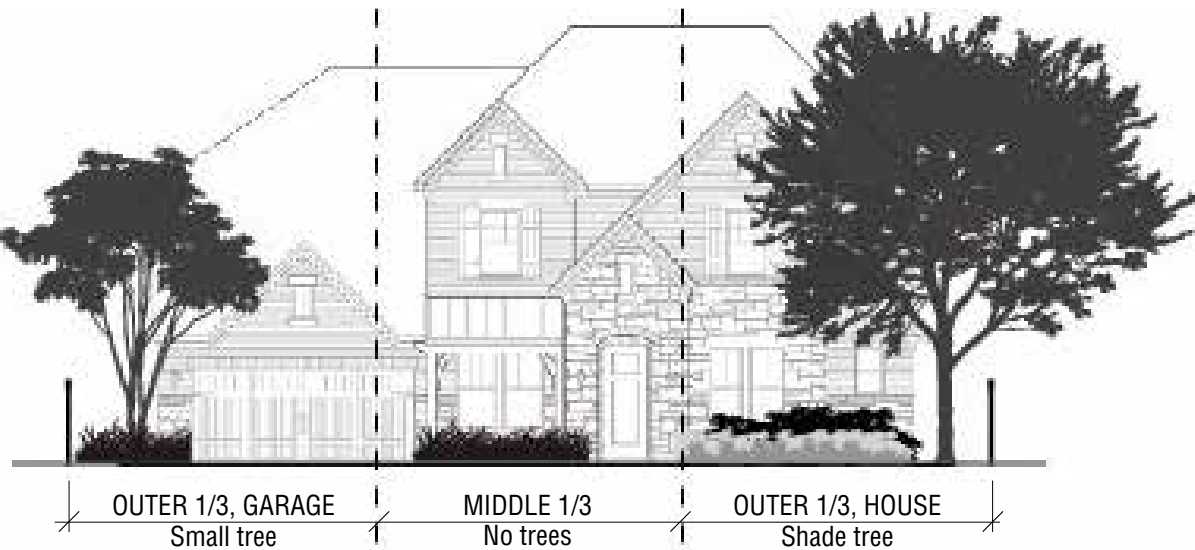 OUTER 1/3, GARAGE
Small tree
MIDDLE 1/3
No trees
OUTER 1/3, HOUSE
Shade tree